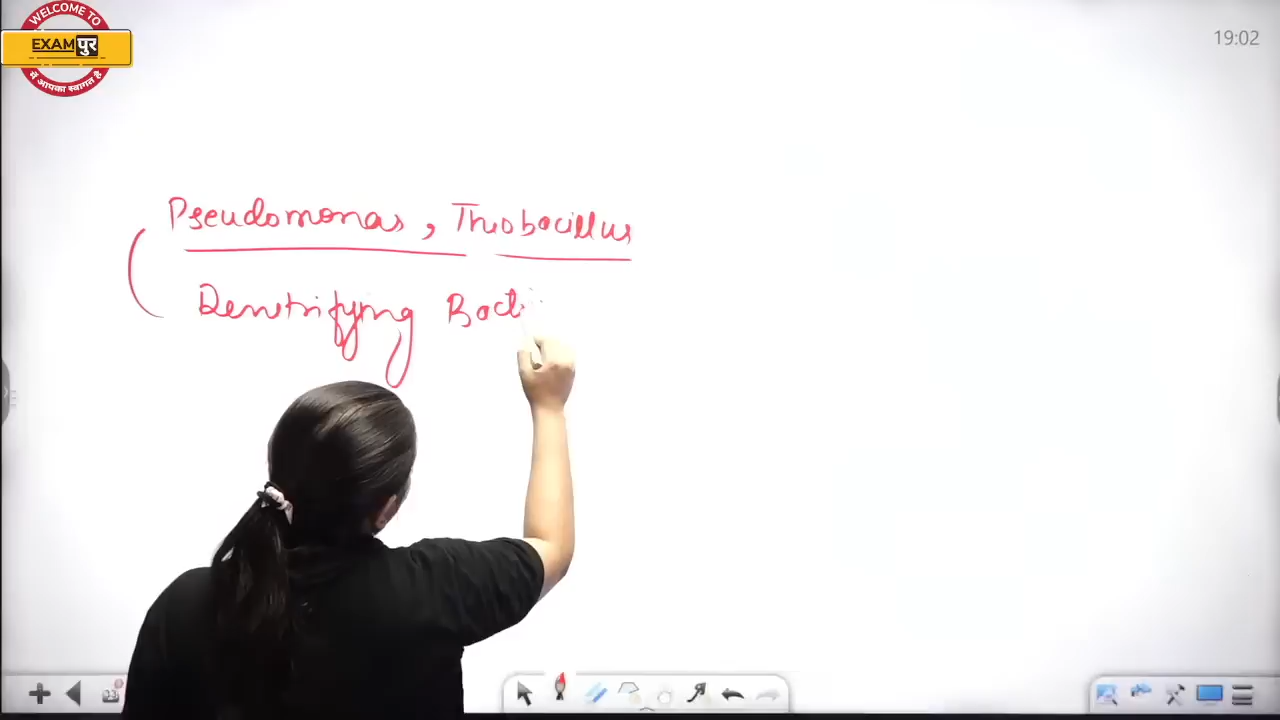 WELCOME TO
EXAMपुर
में आपका स्वागत है
19:02
Pseudomonas, Thiobacillus
Denitrifying Bact